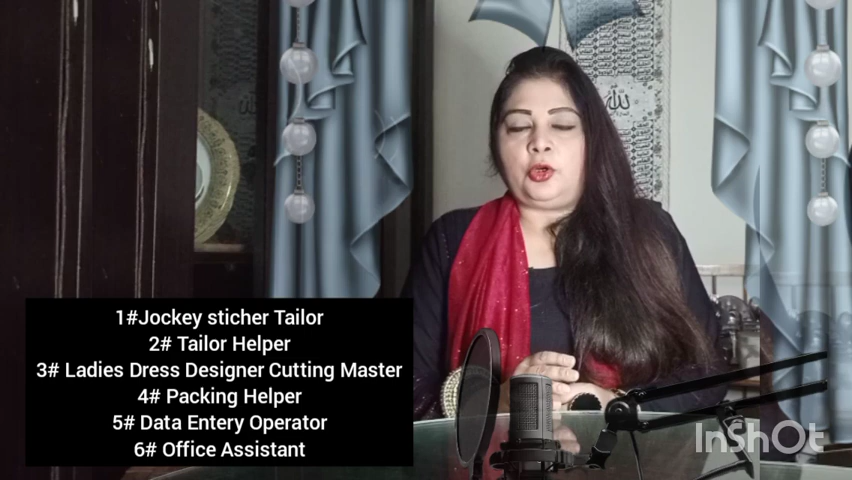 الله
1#Jockey sticher Tailor
2# Tailor Helper
3# Ladies Dress Designer Cutting Master
4# Packing Helper
5# Data Entery Operator
6# Office Assistant
InShOt